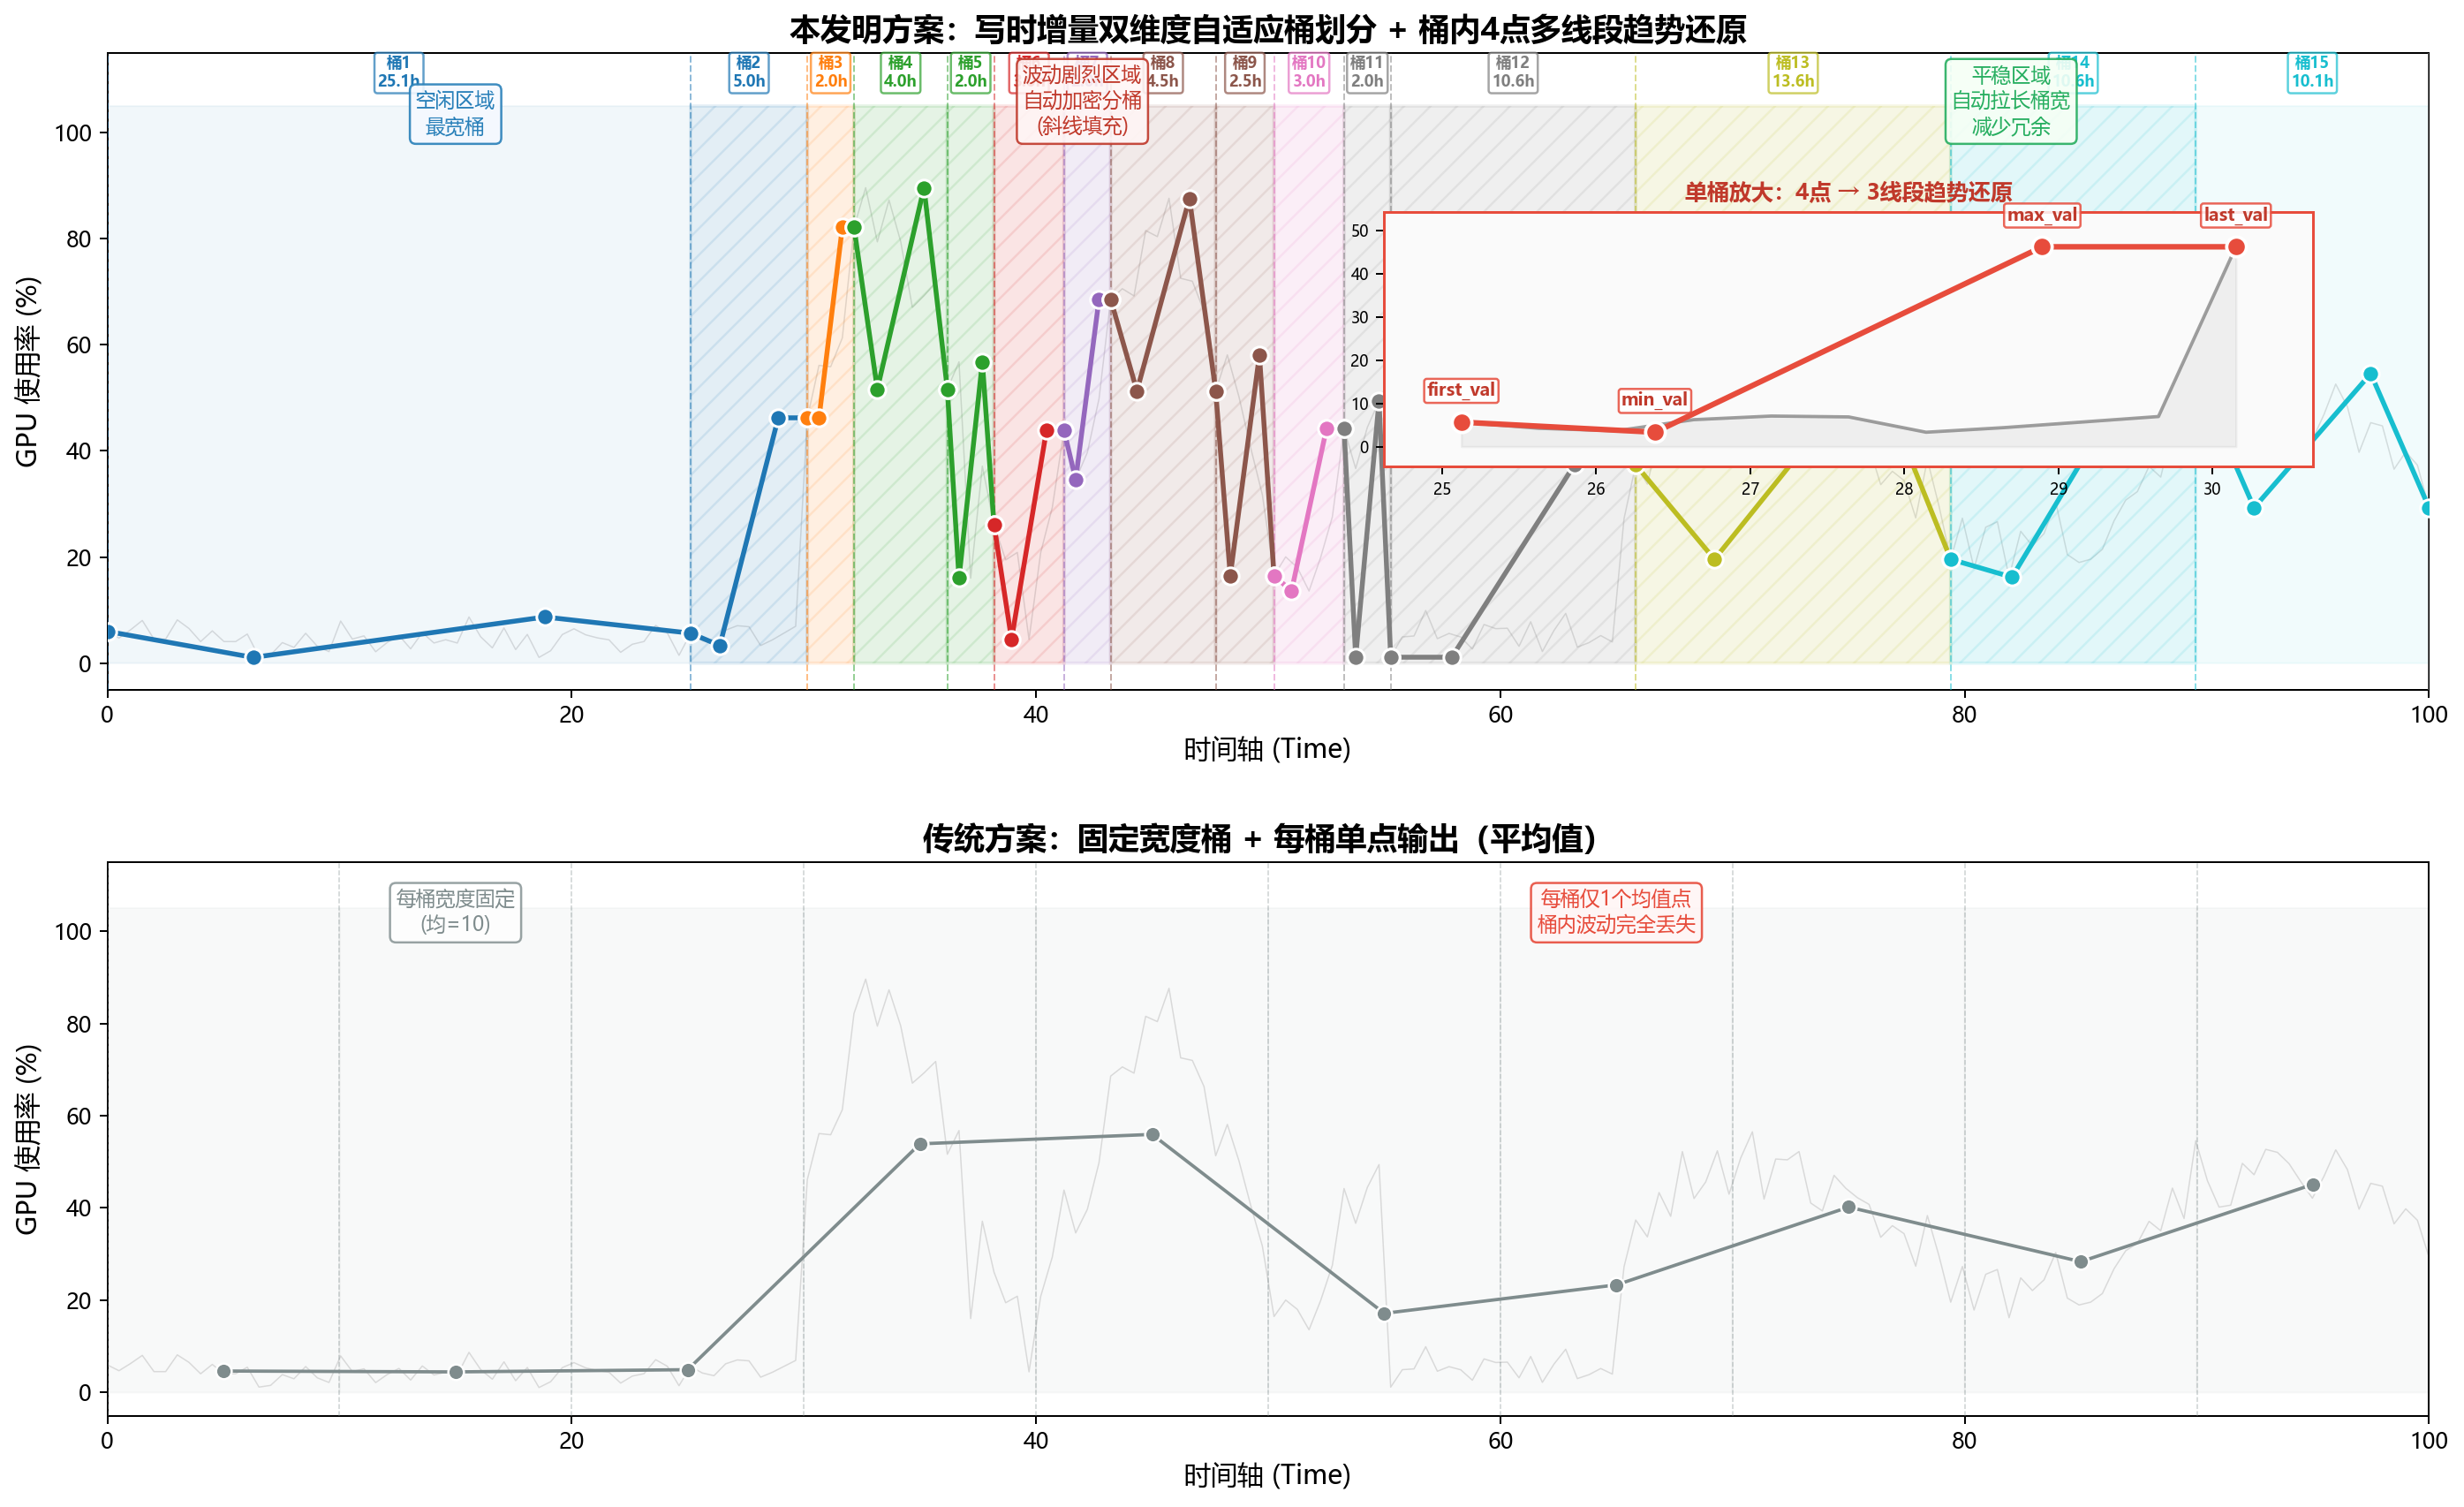 本发明方案：写时增量双维度自适应桶划分 + 桶内4点多线段趋势还原
桶1
25.1h
桶2
5.0h
桶3
2.0h
桶4
4.0h
桶5
2.0h
桶8
4.5h
桶9
2.5h
桶10
3.0h
桶11
2.0h
桶12
10.6h
桶13
13.6h
桶15
10.1h
空闲区域
最宽桶
波动剧烈区域
自动加密分桶
(斜线填充)
平稳区域
自动拉长桶宽
减少冗余
单桶放大：4点 → 3线段趋势还原
max_val
last_val
first_val
min_val
50
40
30
20
10
0
25
26
27
28
29
30
GPU 使用率 (%)
100
80
60
40
20
0
0
20
40
60
80
100
时间轴 (Time)
传统方案：固定宽度桶 + 每桶单点输出（平均值）
每桶宽度固定
(均=10)
每桶仅1个均值点
桶内波动完全丢失
GPU 使用率 (%)
100
80
60
40
20
0
0
20
40
60
80
100
时间轴 (Time)